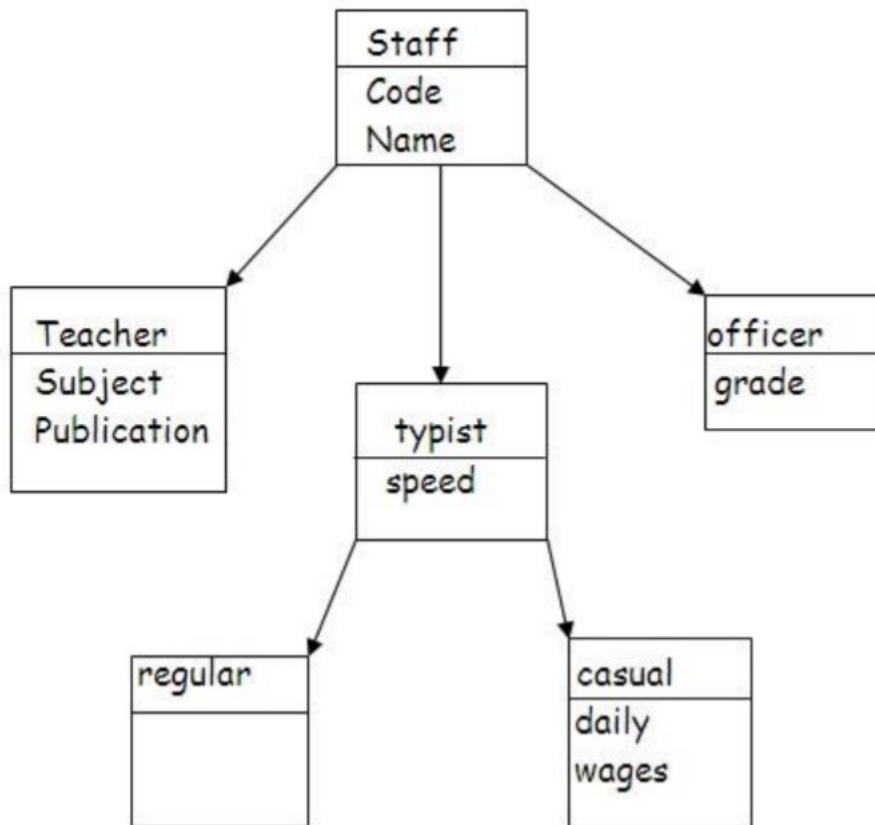 Staff
Code
Name
Teacher
Subject
Publication
officer
grade
typist
speed
regular
casual
daily
wages